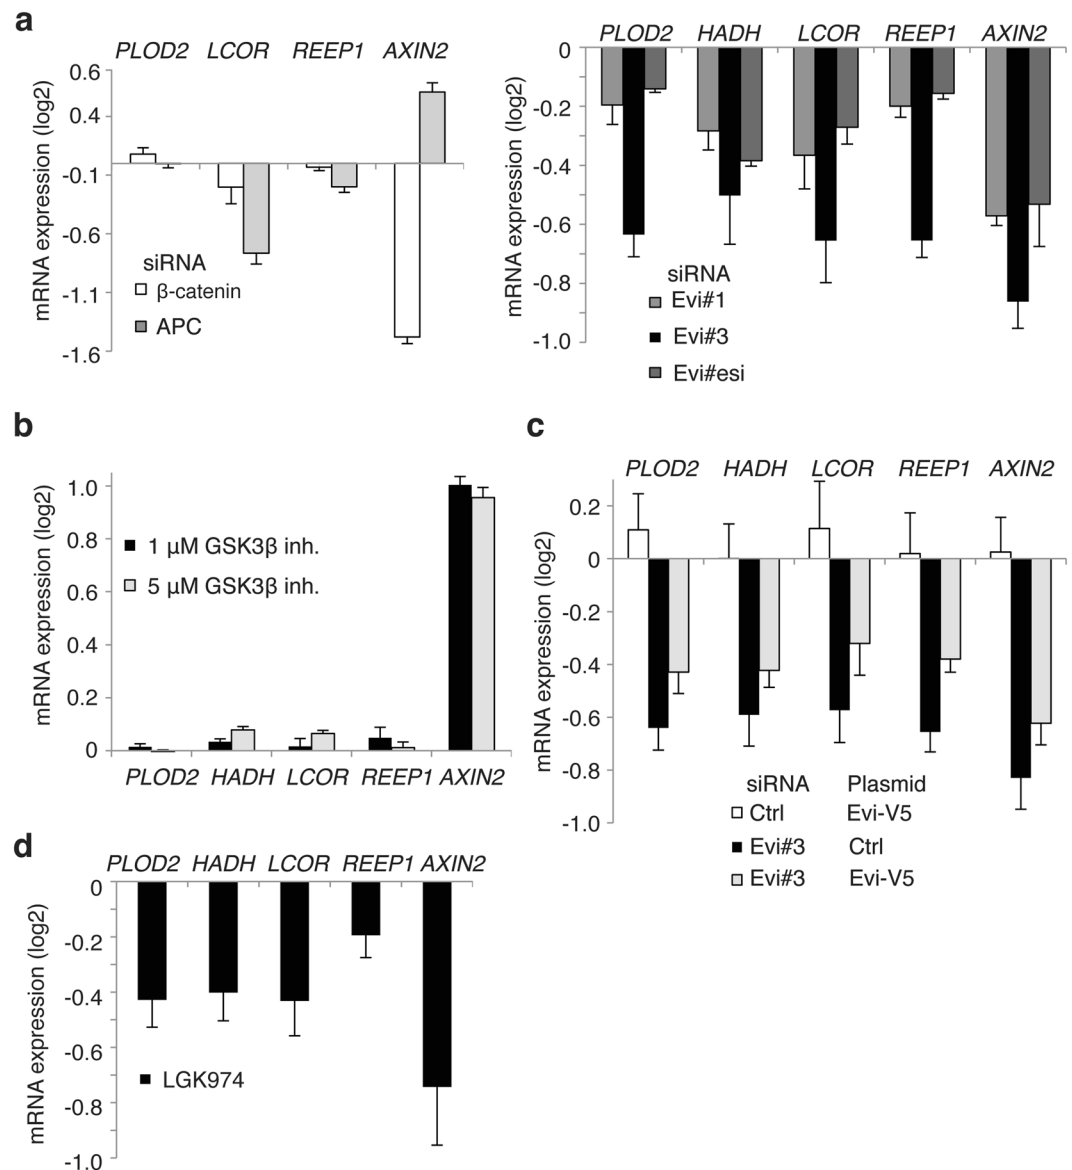 a
PLOD2 LCOR REEP1 AXIN2
mRNA expression (log2)
0.6
0.4
-0.1
-0.6
-1.1
-1.6
siRNA
β-catenin
APC
PLOD2 HADH LCOR REEP1 AXIN2
mRNA expression (log2)
0
-0.2
-0.4
-0.6
-0.8
-1.0
siRNA
Evi#1
Evi#3
Evi#esi
b
mRNA expression (log2)
1.0
0.8
0.6
0.4
0.2
0
1 μM GSK3β inh.
5 μM GSK3β inh.
PLOD2 HADH LCOR REEP1 AXIN2
c
PLOD2 HADH LCOR REEP1 AXIN2
mRNA expression (log2)
0.2
0
-0.2
-0.4
-0.6
-0.8
-1.0
siRNA Plasmid
Ctrl Evi-V5
Evi#3 Ctrl
Evi#3 Evi-V5
d
PLOD2 HADH LCOR REEP1 AXIN2
mRNA expression (log2)
0
-0.2
-0.4
-0.6
-0.8
-1.0
LGK974